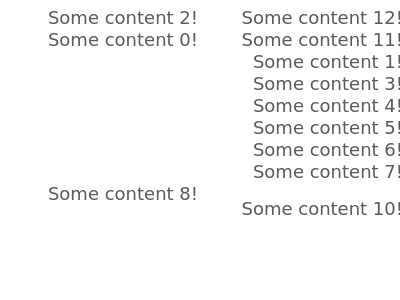 Some content 2!
Some content 0!
Some content 8!
Some content 12!
Some content 11!
Some content 1!
Some content 3!
Some content 4!
Some content 5!
Some content 6!
Some content 7!
Some content 10!